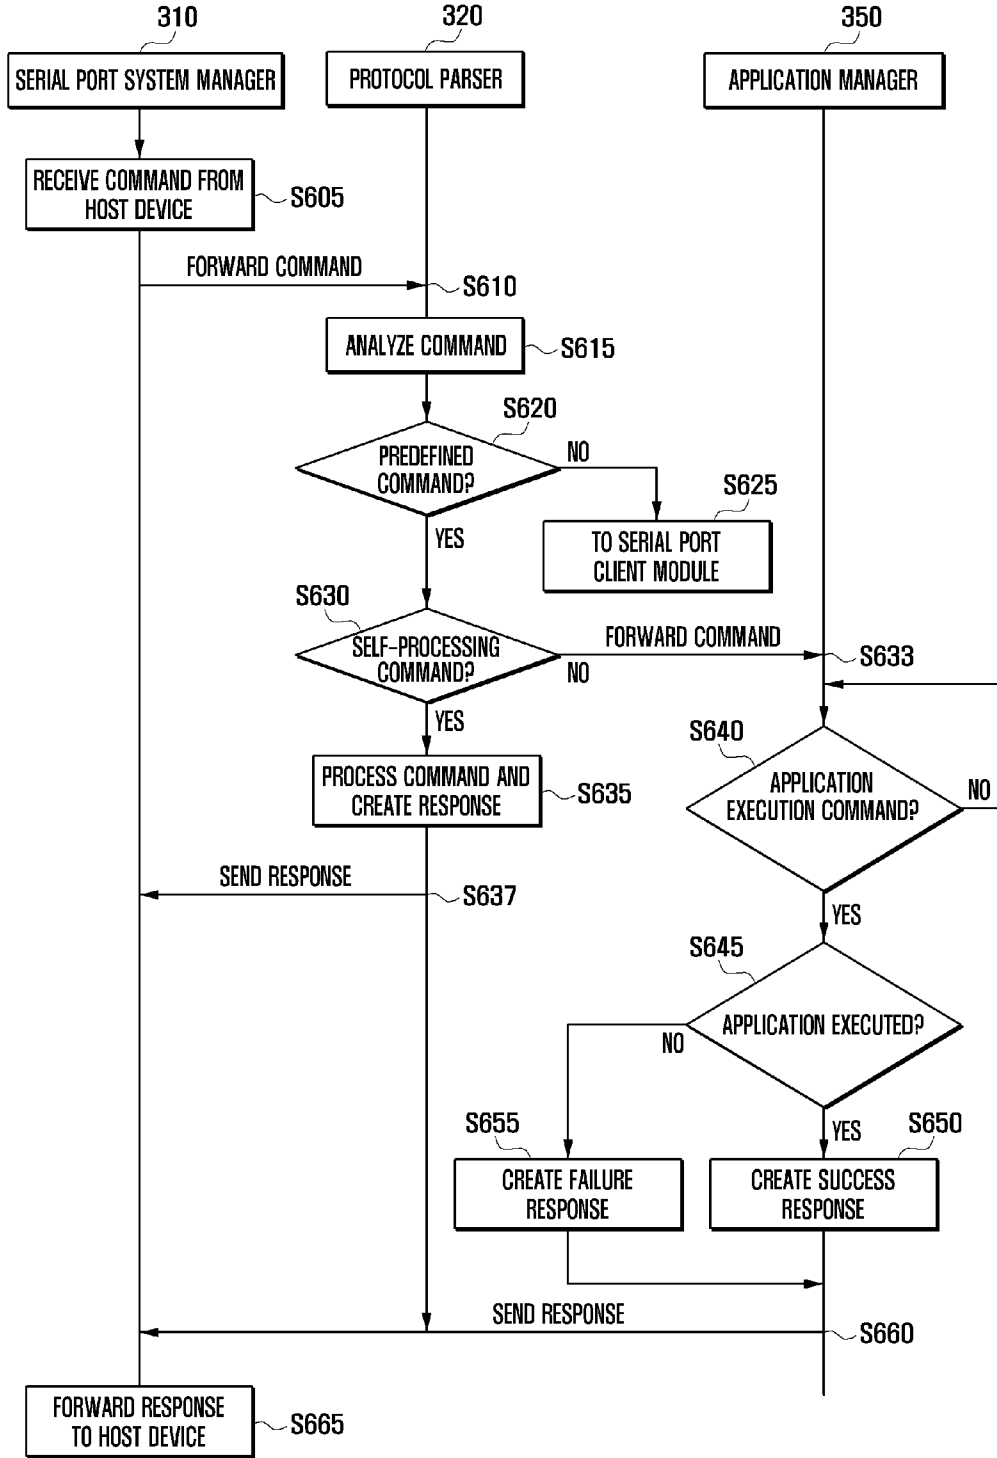 310
320
350
SERIAL PORT SYSTEM MANAGER
PROTOCOL PARSER
APPLICATION MANAGER
RECEIVE COMMAND FROM
HOST DEVICE
S605
FORWARD COMMAND
S610
ANALYZE COMMAND
S615
S620
PREDEFINED
COMMAND?
NO
S625
YES
TO SERIAL PORT
CLIENT MODULE
S630
SELF-PROCESSING
COMMAND?
FORWARD COMMAND
NO
S633
YES
S640
PROCESS COMMAND AND
CREATE RESPONSE
S635
APPLICATION
EXECUTION COMMAND?
NO
SEND RESPONSE
S637
YES
S645
APPLICATION EXECUTED?
NO
S655
YES
S650
CREATE FAILURE
RESPONSE
CREATE SUCCESS
RESPONSE
SEND RESPONSE
S660
FORWARD RESPONSE
TO HOST DEVICE
S665